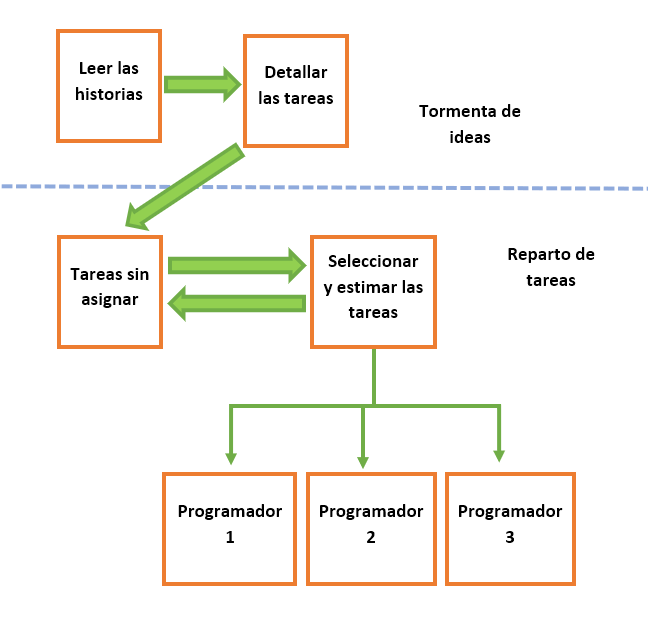 Leer las
historias
Detallar
las tareas
Tormenta de
ideas
Tareas sin
asignar
Seleccionar
y estimar las
tareas
Reparto de
tareas
Programador
1
Programador
2
Programador
3